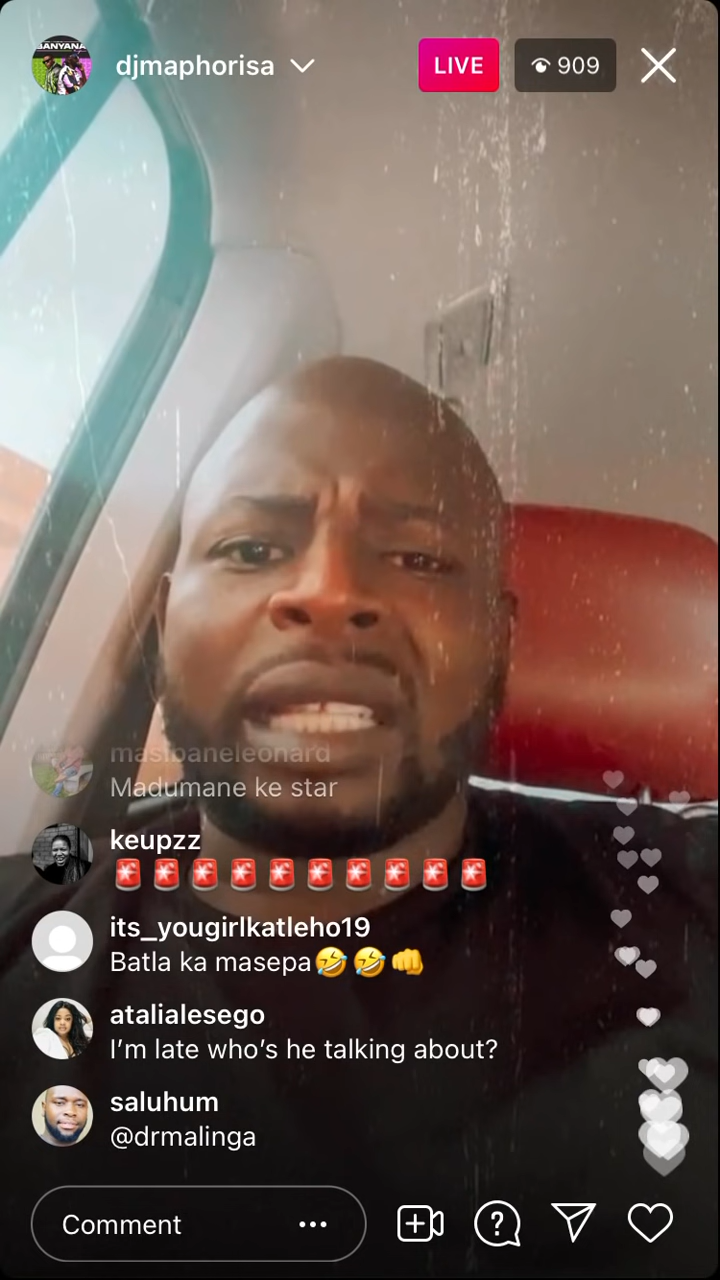 BANYANA
djmaphorisa
LIVE
909
masibaneleonard
Madumane ke star
keupzz
🚨🚨🚨🚨🚨🚨🚨🚨🚨🚨
its_yougirlkatleho19
Batla ka masepa🤣🤣👊
atalialesego
I’m late who’s he talking about?
saluhum
@drmalinga
Comment